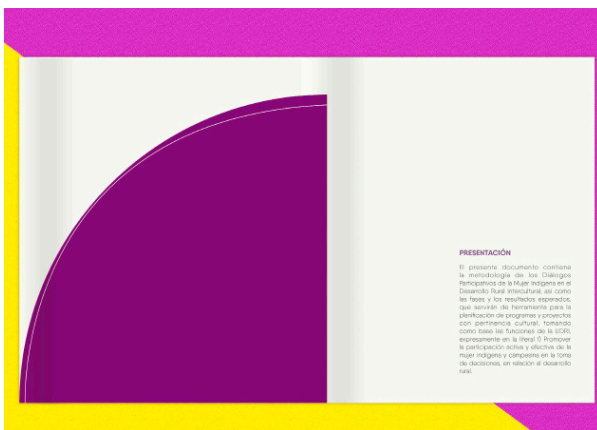 PRESENTACIÓN
El presente documento contiene
la metodología de los Diálogos
Participativos de la Mujer Indígena en el
Desarrollo Rural Intercultural, así como
las fases y los resultados esperados,
que servirán de herramienta para la
planificación de programas y proyectos
con pertinencia cultural, tomando
como base las funciones de la
expresamente en la literal f) Promover
la participación activa y efectiva de la
mujer indígena y campesina en la toma
de decisiones, en relación al desarrollo
rural.